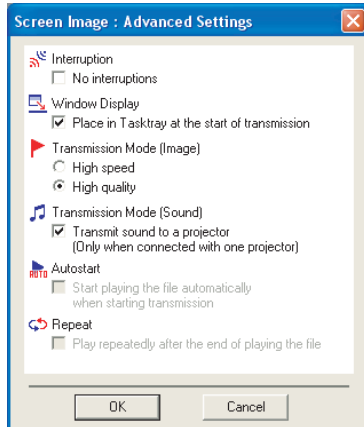 Screen Image : Advanced Settings
Interruption
No interruptions
Window Display
Place in Tasktray at the start of transmission
Transmission Mode (Image)
High speed
High quality
Transmission Mode (Sound)
Transmit sound to a projector
(Only when connected with one projector)
AUTO
Autostart
Start playing the file automatically
when starting transmission
Repeat
Play repeatedly after the end of playing the file
OK
Cancel